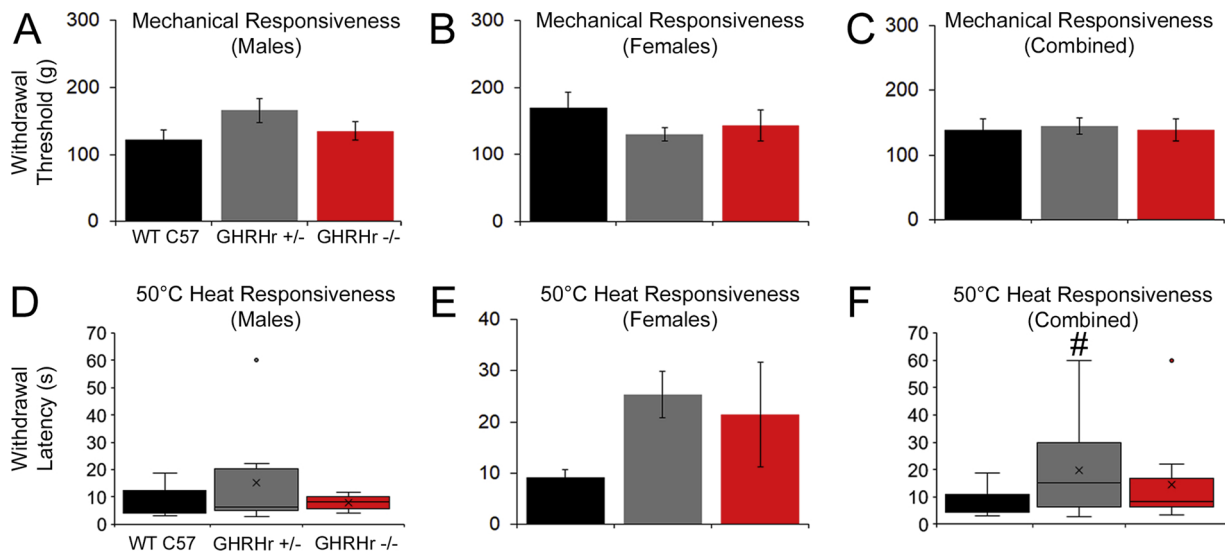 A
Mechanical Responsiveness
(Males)
Withdrawal
Threshold (g)
300
200
100
0
WT C57
GHRHr +/-
GHRHr -/-
B
Mechanical Responsiveness
(Females)
300
200
100
0
C
Mechanical Responsiveness
(Combined)
300
200
100
0
D
50°C Heat Responsiveness
(Males)
Withdrawal
Latency (s)
70
60
50
40
30
20
10
0
WT C57
GHRHr +/-
GHRHr -/-
E
50°C Heat Responsiveness
(Females)
40
30
20
10
0
F
50°C Heat Responsiveness
(Combined)
#
70
60
50
40
30
20
10
0